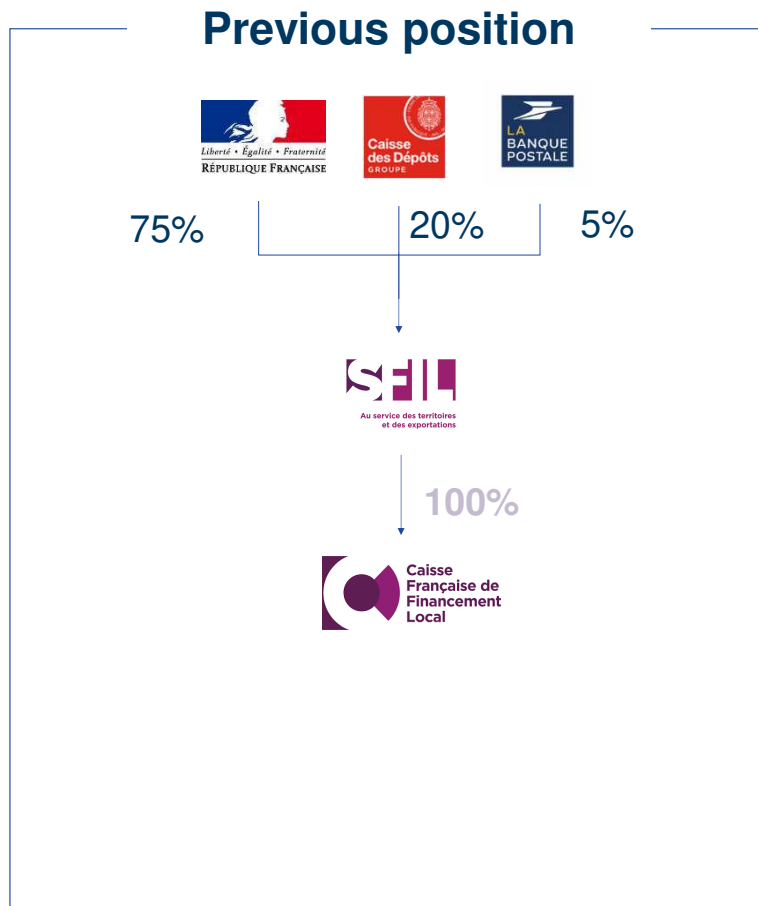 Previous position
Liberté • Égalité • Fraternité
RÉPUBLIQUE FRANÇAISE
Caisse
des Dépôts
GROUPE
LA
BANQUE
POSTALE
75%
20%
5%
SFIL
Au service des territoires
et des exportations
100%
Caisse
Française de
Financement
Local